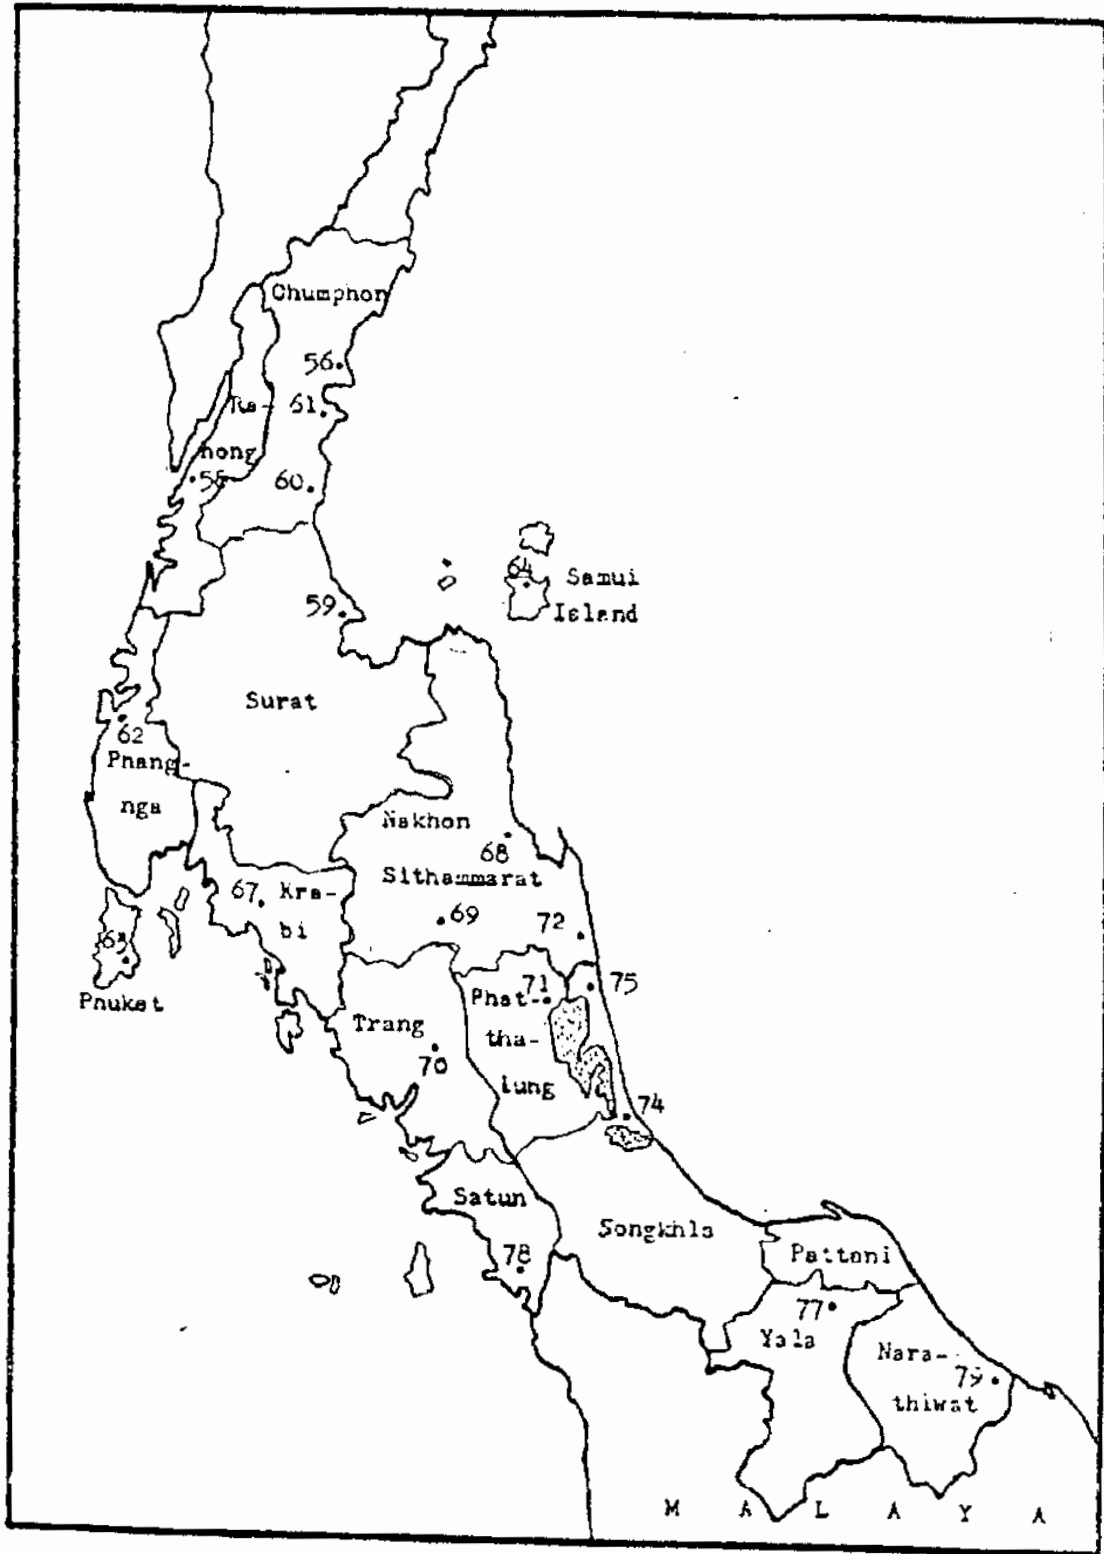 Chumphon
56
Ra-
61
nong
60
64
Samui
Island
59
Surat
62
Phang-
nga
Nakhon
68
Sithammarat
67
Kra-
bi
69
72
63
Phuket
71
75
Phat-
tha-
lung
Trang
70
74
Satun
78
Songkhla
Pattani
77
Yala
Nara-
79
thiwat
M A L A Y A